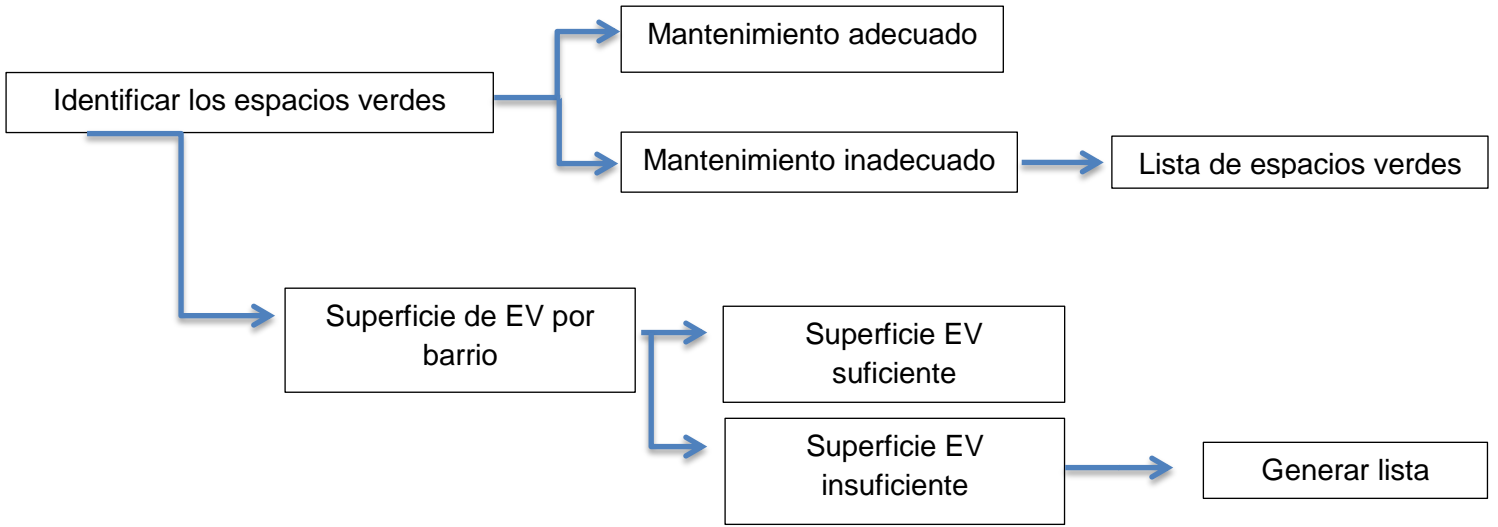 Mantenimiento adecuado
Identificar los espacios verdes
Mantenimiento inadecuado
Lista de espacios verdes
Superficie de EV por
barrio
Superficie EV
suficiente
Superficie EV
insuficiente
Generar lista